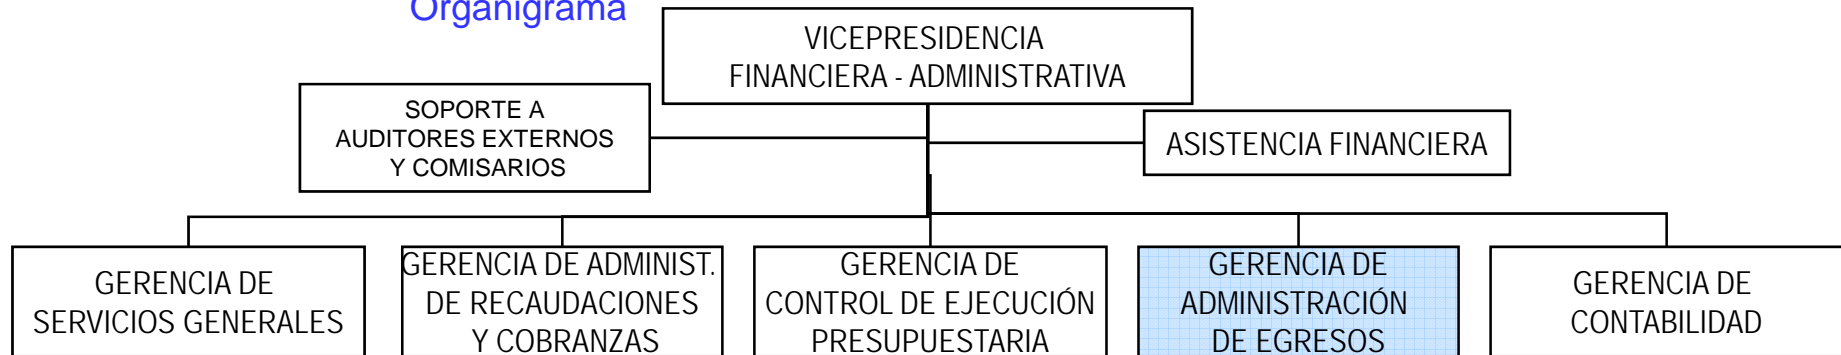 Organigrama
VICEPRESIDENCIA
FINANCIERA - ADMINISTRATIVA
SOPORTE A
AUDITORES EXTERNOS
Y COMISARIOS
ASISTENCIA FINANCIERA
GERENCIA DE
SERVICIOS GENERALES
GERENCIA DE ADMINIST.
DE RECAUDACIONES
Y COBRANZAS
GERENCIA DE
CONTROL DE EJECUCIÓN
PRESUPUESTARIA
GERENCIA DE
ADMINISTRACIÓN
DE EGRESOS
GERENCIA DE
CONTABILIDAD